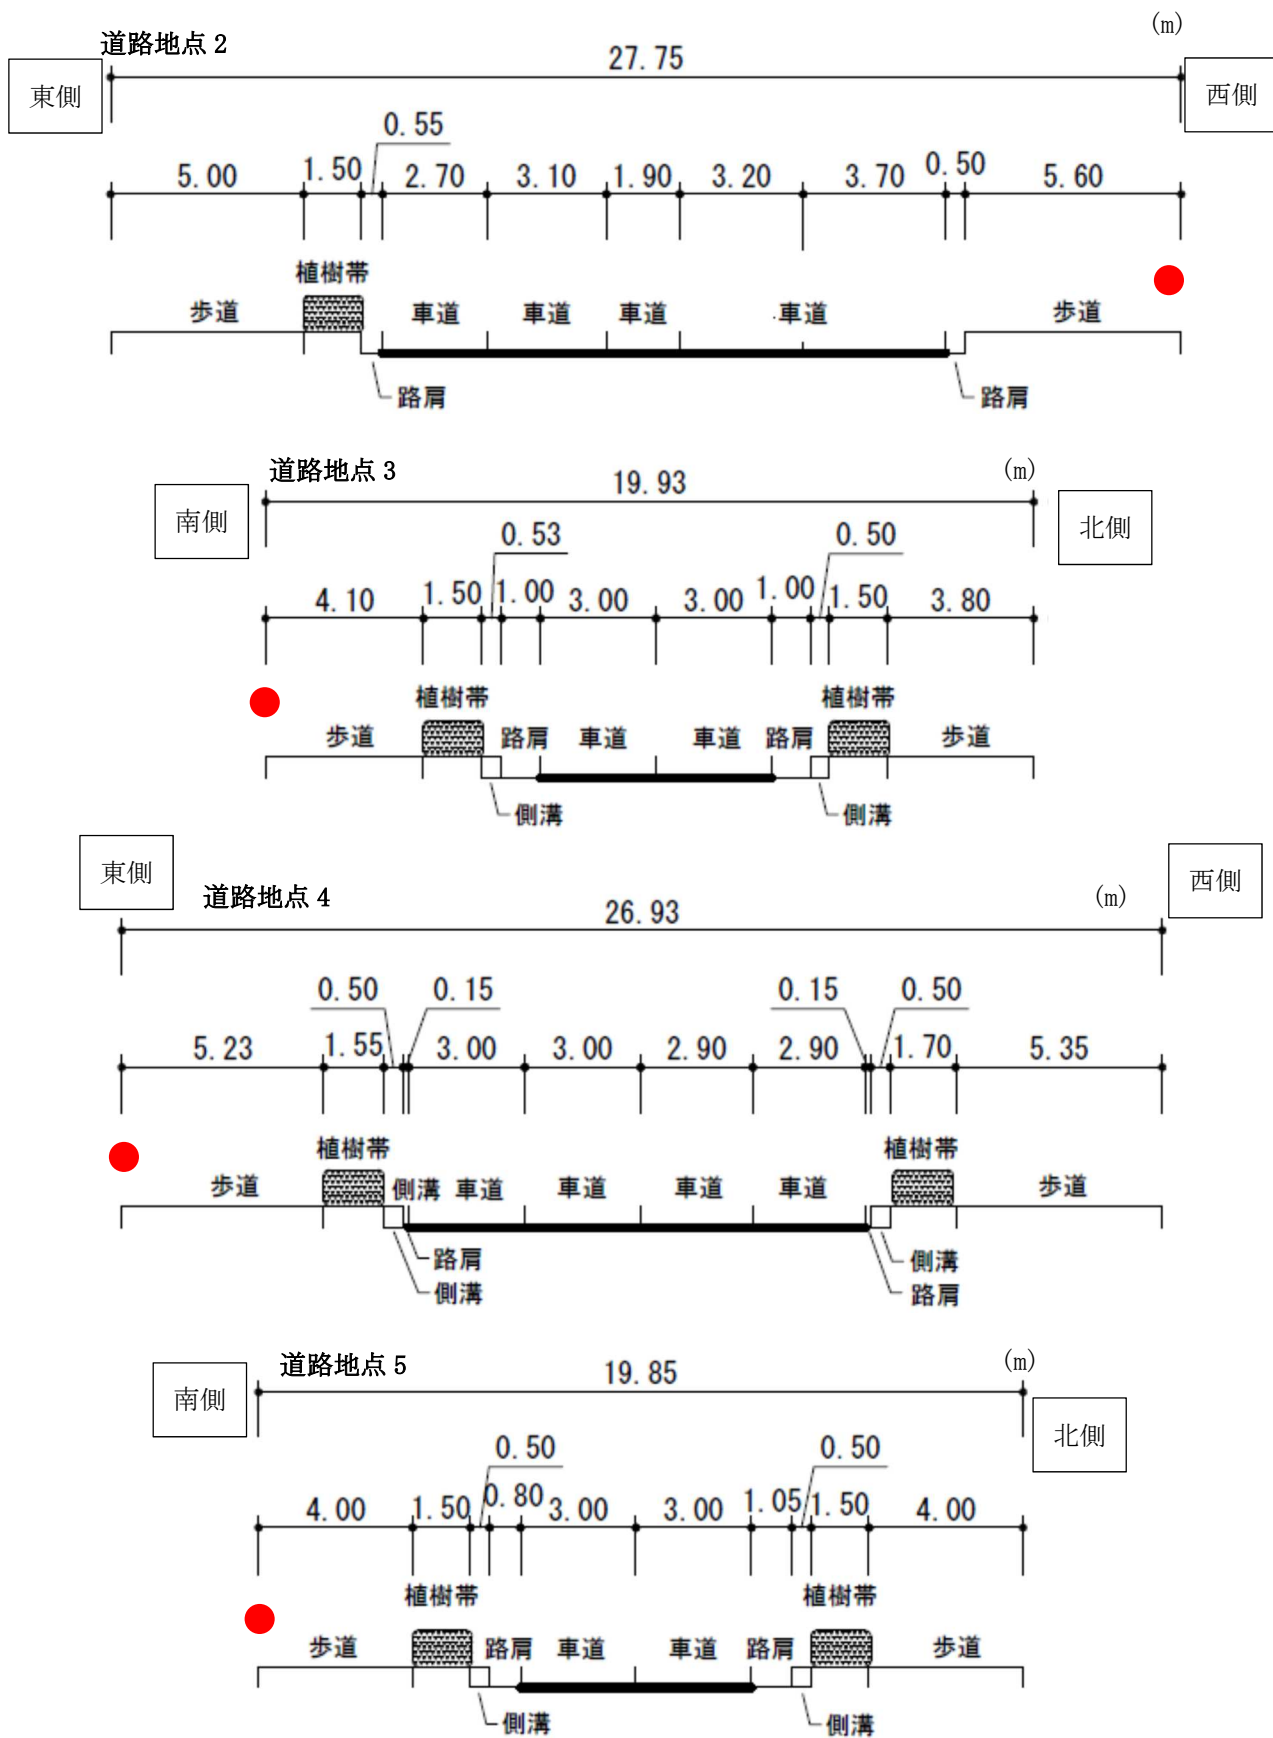 道路地点 2
(m)
東側
27.75
西側
0.55
5.00 1.50 2.70 3.10 1.90 3.20 3.70 0.50 5.60
植樹帯
歩道 車道 車道 車道 車道 歩道
路肩 路肩
道路地点 3
(m)
南側
19.93
北側
0.53 0.50
4.10 1.50 1.00 3.00 3.00 1.00 1.50 3.80
植樹帯 植樹帯
歩道 路肩 車道 車道 路肩 歩道
側溝 側溝
東側
道路地点 4
(m)
西側
26.93
0.50 0.15 0.15 0.50
5.23 1.55 3.00 3.00 2.90 2.90 1.70 5.35
植樹帯 植樹帯
歩道 側溝 車道 車道 車道 車道 歩道
路肩 側溝
側溝 路肩
道路地点 5
(m)
南側
19.85
北側
0.50 0.50
4.00 1.50 0.80 3.00 3.00 1.05 1.50 4.00
植樹帯 植樹帯
歩道 路肩 車道 車道 路肩 歩道
側溝 側溝